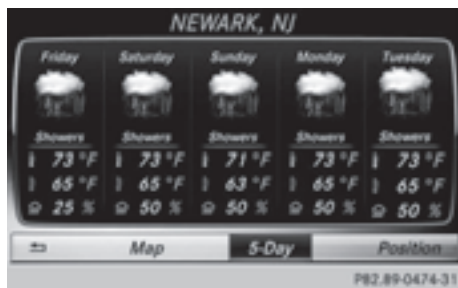 NEWARK, NJ
Friday Saturday Sunday Monday Tuesday
Showers Showers Showers Showers Showers
73 °F 73 °F 71 °F 73 °F 73 °F
65 °F 65 °F 63 °F 65 °F 65 °F
25 % 50 % 50 % 50 % 50 %
Map 5-Day Position
P82.89-0474-31